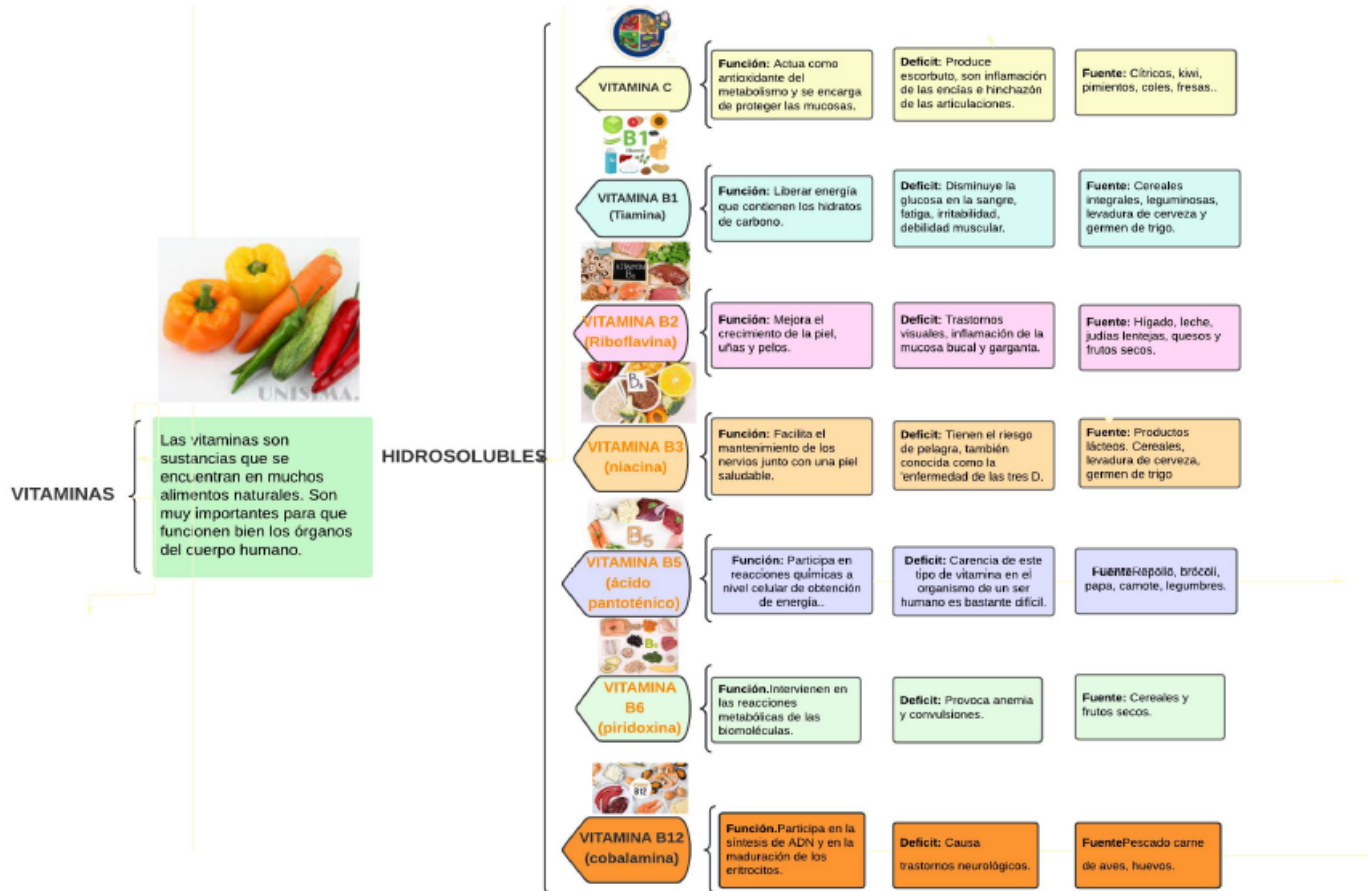 VITAMINAS
Las vitaminas son
sustancias que se
encuentran en muchos
alimentos naturales. Son
muy importantes para que
funcionen bien los órganos
del cuerpo humano.
UNISIMA.
HIDROSOLUBLES
VITAMINA C
Función: Actua como
antioxidante del
metabolismo y se encarga
de proteger las mucosas.
Deficit: Produce
escorbuto, son inflamación
de las encías e hinchazón
de las articulaciones.
Fuente: Cítricos, kiwi,
pimientos, coles, fresas..
B1
VITAMINA B1
(Tiamina)
Función: Liberar energía
que contienen los hidratos
de carbono.
Deficit: Disminuye la
glucosa en la sangre,
fatiga, irritabilidad,
debilidad muscular.
Fuente: Cereales
integrales, leguminosas,
levadura de cerveza y
germen de trigo.
VITAMINA B2
(Riboflavina)
Función: Mejora el
crecimiento de la piel,
uñas y pelos.
Deficit: Trastornos
visuales, inflamación de la
mucosa bucal y garganta.
Fuente: Higado, leche,
judías lentejas, quesos y
frutos secos.
VITAMINA B3
(niacina)
Función: Facilita el
mantenimiento de los
nervios junto con una piel
saludable.
Deficit: Tienen el riesgo
de pelagra, también
conocida como la
'enfermedad de las tres D.
Fuente: Productos
lácteos. Cereales,
levadura de cerveza,
germen de trigo
B5
VITAMINA B5
(ácido
pantoténico)
Función: Participa en
reacciones químicas a
nivel celular de obtención
de energía..
Deficit: Carencia de este
tipo de vitamina en el
organismo de un ser
humano es bastante difícil.
FuenteRepollo, brócoli,
papa, camote, legumbres.
VITAMINA
B6
(piridoxina)
Función.Intervienen en
las reacciones
metabólicas de las
biomoléculas.
Deficit: Provoca anemia
y convulsiones.
Fuente: Cereales y
frutos secos.
B12
VITAMINA B12
(cobalamina)
Función.Participa en la
síntesis de ADN y en la
maduración de los
eritrocitos.
Deficit: Causa
trastornos neurológicos.
FuentePescado carne
de aves, huevos.